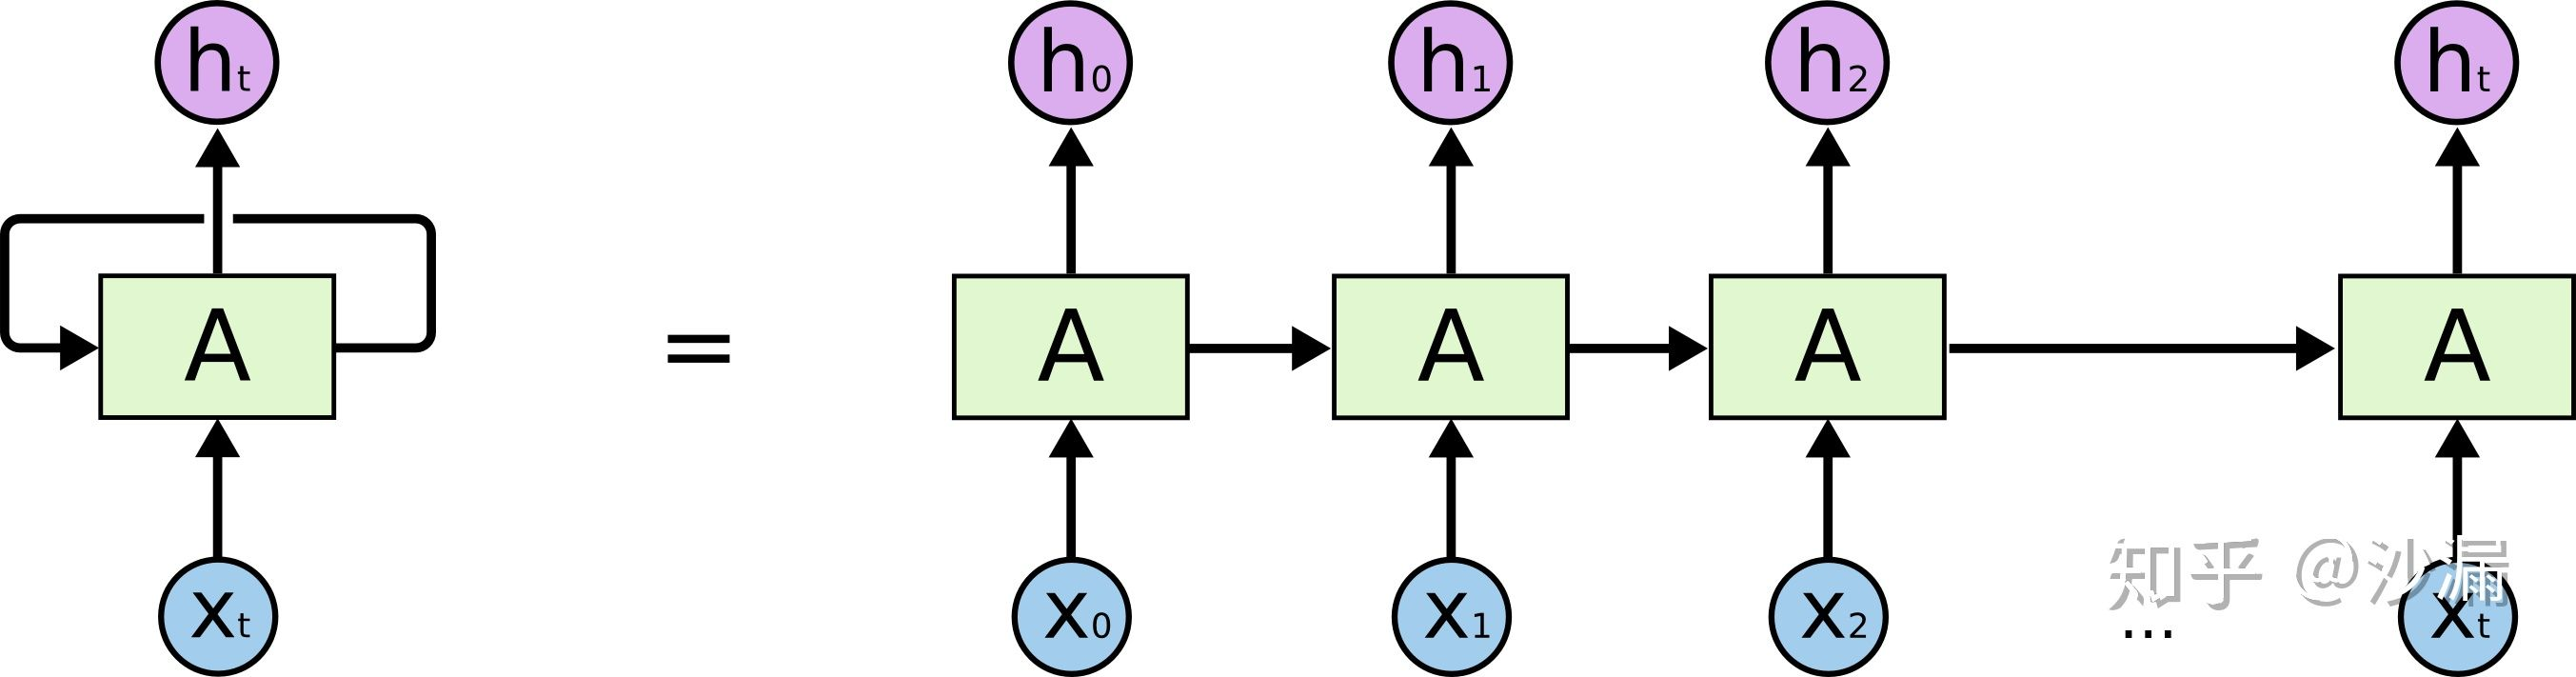 ht h0 h1 h2 ht
A = A A A A
知乎 @沙漏
xt x0 x1 x2 ... xt